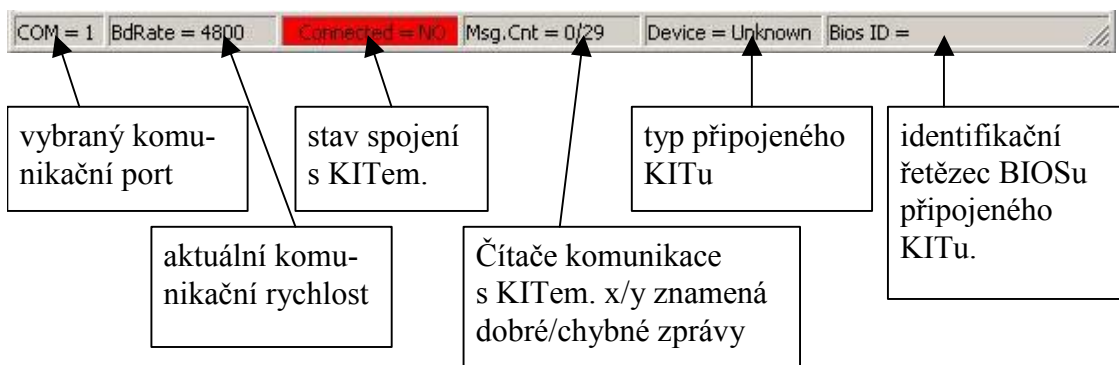 COM = 1 BdRate = 4800 Connected = NO Msg.Cnt = 0/29 Device = Unknown Bios ID =
vybraný komu-
nikační port
stav spojení
s KITem.
typ připojeného
KITu
identifikační
řetězec BIOSu
připojeného
KITu.
aktuální komu-
nikační rychlost
Čítače komunikace
s KITem. x/y znamená
dobré/chybné zprávy